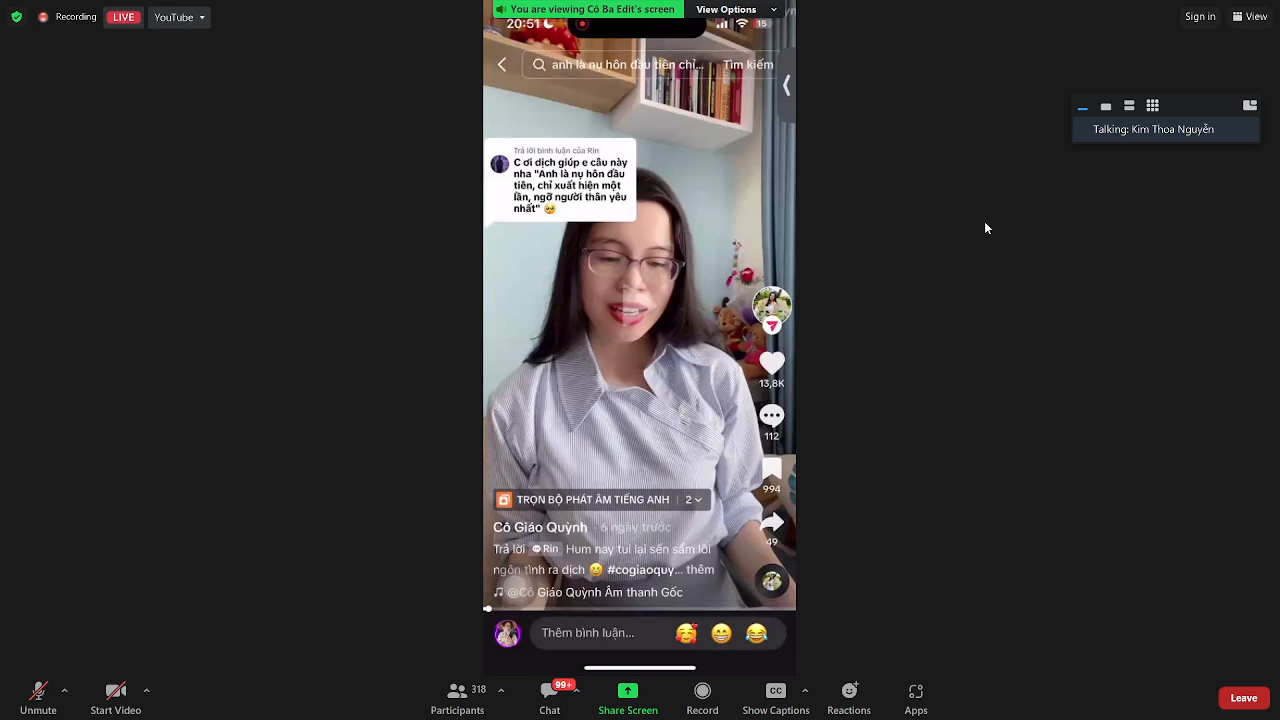 You are viewing Cô Ba Edit's screen
View Options
Recording
LIVE
YouTube
Sign in
View
20:51
15
anh là nụ hôn đầu tiên chỉ...
Tìm kiếm
Talking: Kim Thoa Nguyễn
Trả lời bình luận của Rin
C ơi dịch giúp e câu này
nha "Anh là nụ hôn đầu
tiên, chỉ xuất hiện một
lần, ngỡ người thân yêu
nhất" 🥺
13,8K
112
994
49
TRỌN BỘ PHÁT ÂM TIẾNG ANH | 2
Cô Giáo Quỳnh · 6 ngày trước
Trả lời Rin Hum nay tui lại sến sẩm lôi
ngôn tình ra dịch 😆 #cogiaoquy... thêm
@Cô Giáo Quỳnh Âm thanh Gốc
Thêm bình luận... 🥰 😁 😂
Unmute
Start Video
Participants
318
Chat
99+
Share Screen
Record
CC
Show Captions
Reactions
Apps
Leave